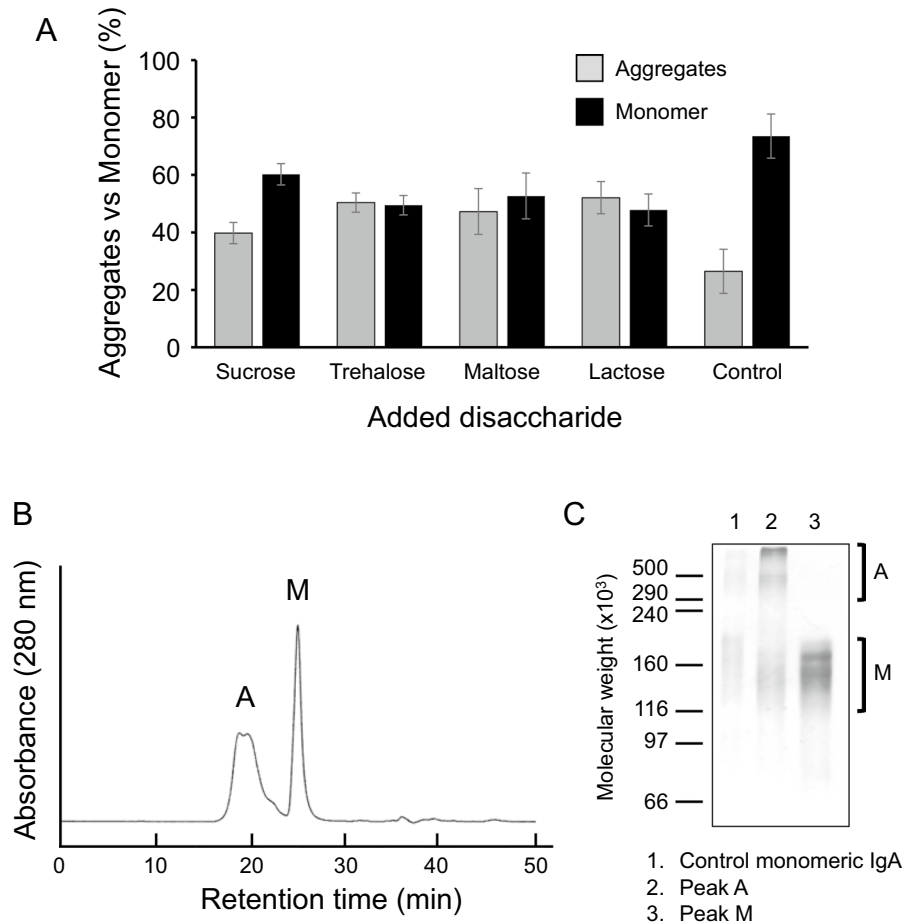 A
Aggregates vs Monomer (%)
100
80
60
40
20
0
Aggregates
Monomer
Sucrose Trehalose Maltose Lactose Control
Added disaccharide
B
Absorbance (280 nm)
A
M
0 10 20 30 40 50
Retention time (min)
C
1 2 3
Molecular weight (x10³)
500
290
240
160
116
97
66
A
M
1. Control monomeric IgA
2. Peak A
3. Peak M